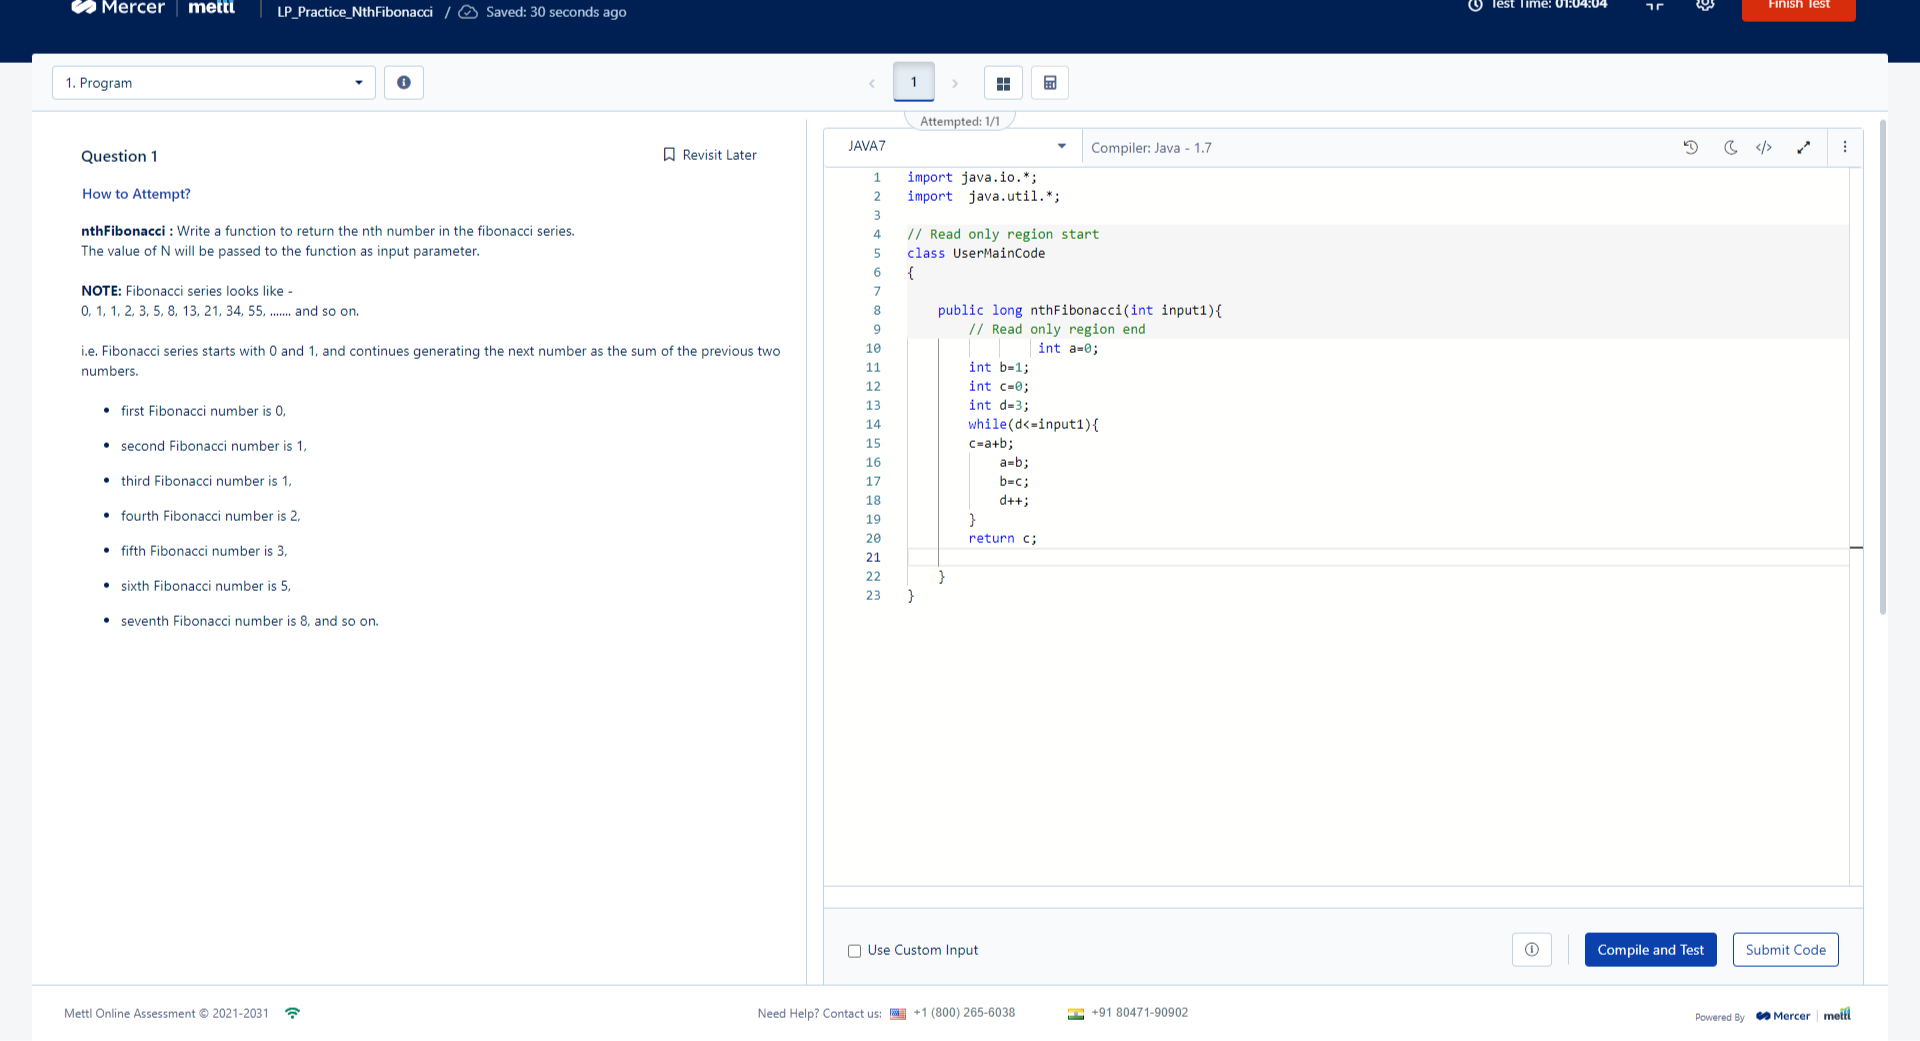 Mercer mettl LP_Practice_NthFibonacci / Saved: 30 seconds ago Test Time: 01:04:04 Finish Test
1. Program 1
Attempted: 1/1
Question 1 Revisit Later
How to Attempt?
nthFibonacci : Write a function to return the nth number in the fibonacci series.
The value of N will be passed to the function as input parameter.
NOTE: Fibonacci series looks like -
0, 1, 1, 2, 3, 5, 8, 13, 21, 34, 55, ....... and so on.
i.e. Fibonacci series starts with 0 and 1, and continues generating the next number as the sum of the previous two
numbers.
• first Fibonacci number is 0,
• second Fibonacci number is 1,
• third Fibonacci number is 1,
• fourth Fibonacci number is 2,
• fifth Fibonacci number is 3,
• sixth Fibonacci number is 5,
• seventh Fibonacci number is 8, and so on.
JAVA7 Compiler: Java - 1.7
1 import java.io.*;
2 import  java.util.*;
3
4 // Read only region start
5 class UserMainCode
6 {
7
8 public long nthFibonacci(int input1){
9 // Read only region end
10 int a=0;
11 int b=1;
12 int c=0;
13 int d=3;
14 while(d<=input1){
15 c=a+b;
16 a=b;
17 b=c;
18 d++;
19 }
20 return c;
21
22 }
23 }
Use Custom Input Compile and Test Submit Code
Mettl Online Assessment © 2021-2031 Need Help? Contact us: +1 (800) 265-6038 +91 80471-90902 Powered By Mercer mettl